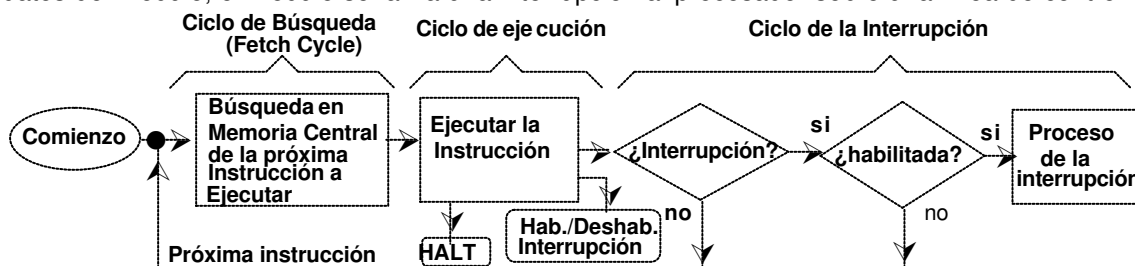 Ciclo de Búsqueda
(Fetch Cycle)
Ciclo de eje cución
Ciclo de la Interrupción
Comienzo
Búsqueda en
Memoria Central
de la próxima
Instrucción a
Ejecutar
Ejecutar la
Instrucción
¿Interrupción?
si
¿habilitada?
si
Proceso
de la
interrupción
no
no
Hab./Deshab.
Interrupción
HALT
Próxima instrucción